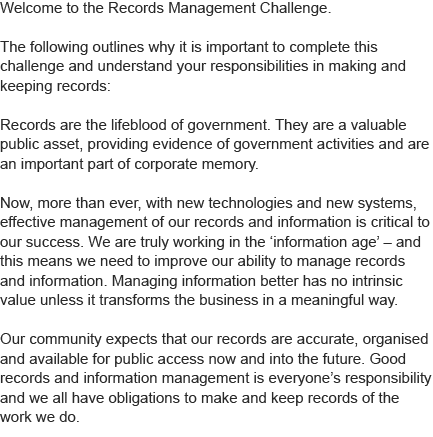 Welcome to the Records Management Challenge.
The following outlines why it is important to complete this
challenge and understand your responsibilities in making and
keeping records:
Records are the lifeblood of government. They are a valuable
public asset, providing evidence of government activities and are
an important part of corporate memory.
Now, more than ever, with new technologies and new systems,
effective management of our records and information is critical to
our success. We are truly working in the ‘information age’ – and
this means we need to improve our ability to manage records
and information. Managing information better has no intrinsic
value unless it transforms the business in a meaningful way.
Our community expects that our records are accurate, organised
and available for public access now and into the future. Good
records and information management is everyone’s responsibility
and we all have obligations to make and keep records of the
work we do.